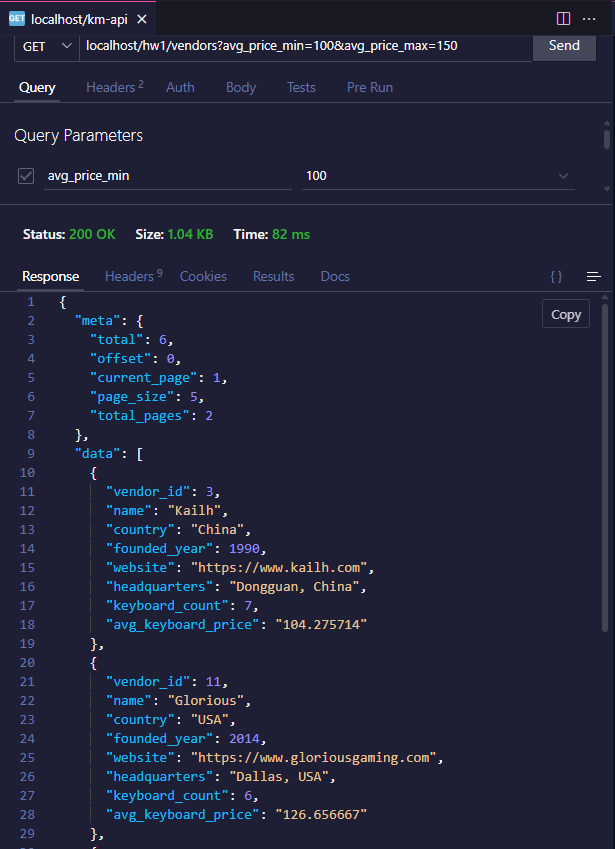 GET localhost/km-api ×
GET localhost/hw1/vendors?avg_price_min=100&avg_price_max=150 Send
Query Headers 2 Auth Body Tests Pre Run
Query Parameters
avg_price_min 100
Status: 200 OK Size: 1.04 KB Time: 82 ms
Response Headers 9 Cookies Results Docs {}
Copy
1 {
2 "meta": {
3 "total": 6,
4 "offset": 0,
5 "current_page": 1,
6 "page_size": 5,
7 "total_pages": 2
8 },
9 "data": [
10 {
11 "vendor_id": 3,
12 "name": "Kailh",
13 "country": "China",
14 "founded_year": 1990,
15 "website": "https://www.kailh.com",
16 "headquarters": "Dongguan, China",
17 "keyboard_count": 7,
18 "avg_keyboard_price": "104.275714"
19 },
20 {
21 "vendor_id": 11,
22 "name": "Glorious",
23 "country": "USA",
24 "founded_year": 2014,
25 "website": "https://www.gloriousgaming.com",
26 "headquarters": "Dallas, USA",
27 "keyboard_count": 6,
28 "avg_keyboard_price": "126.656667"
29 },